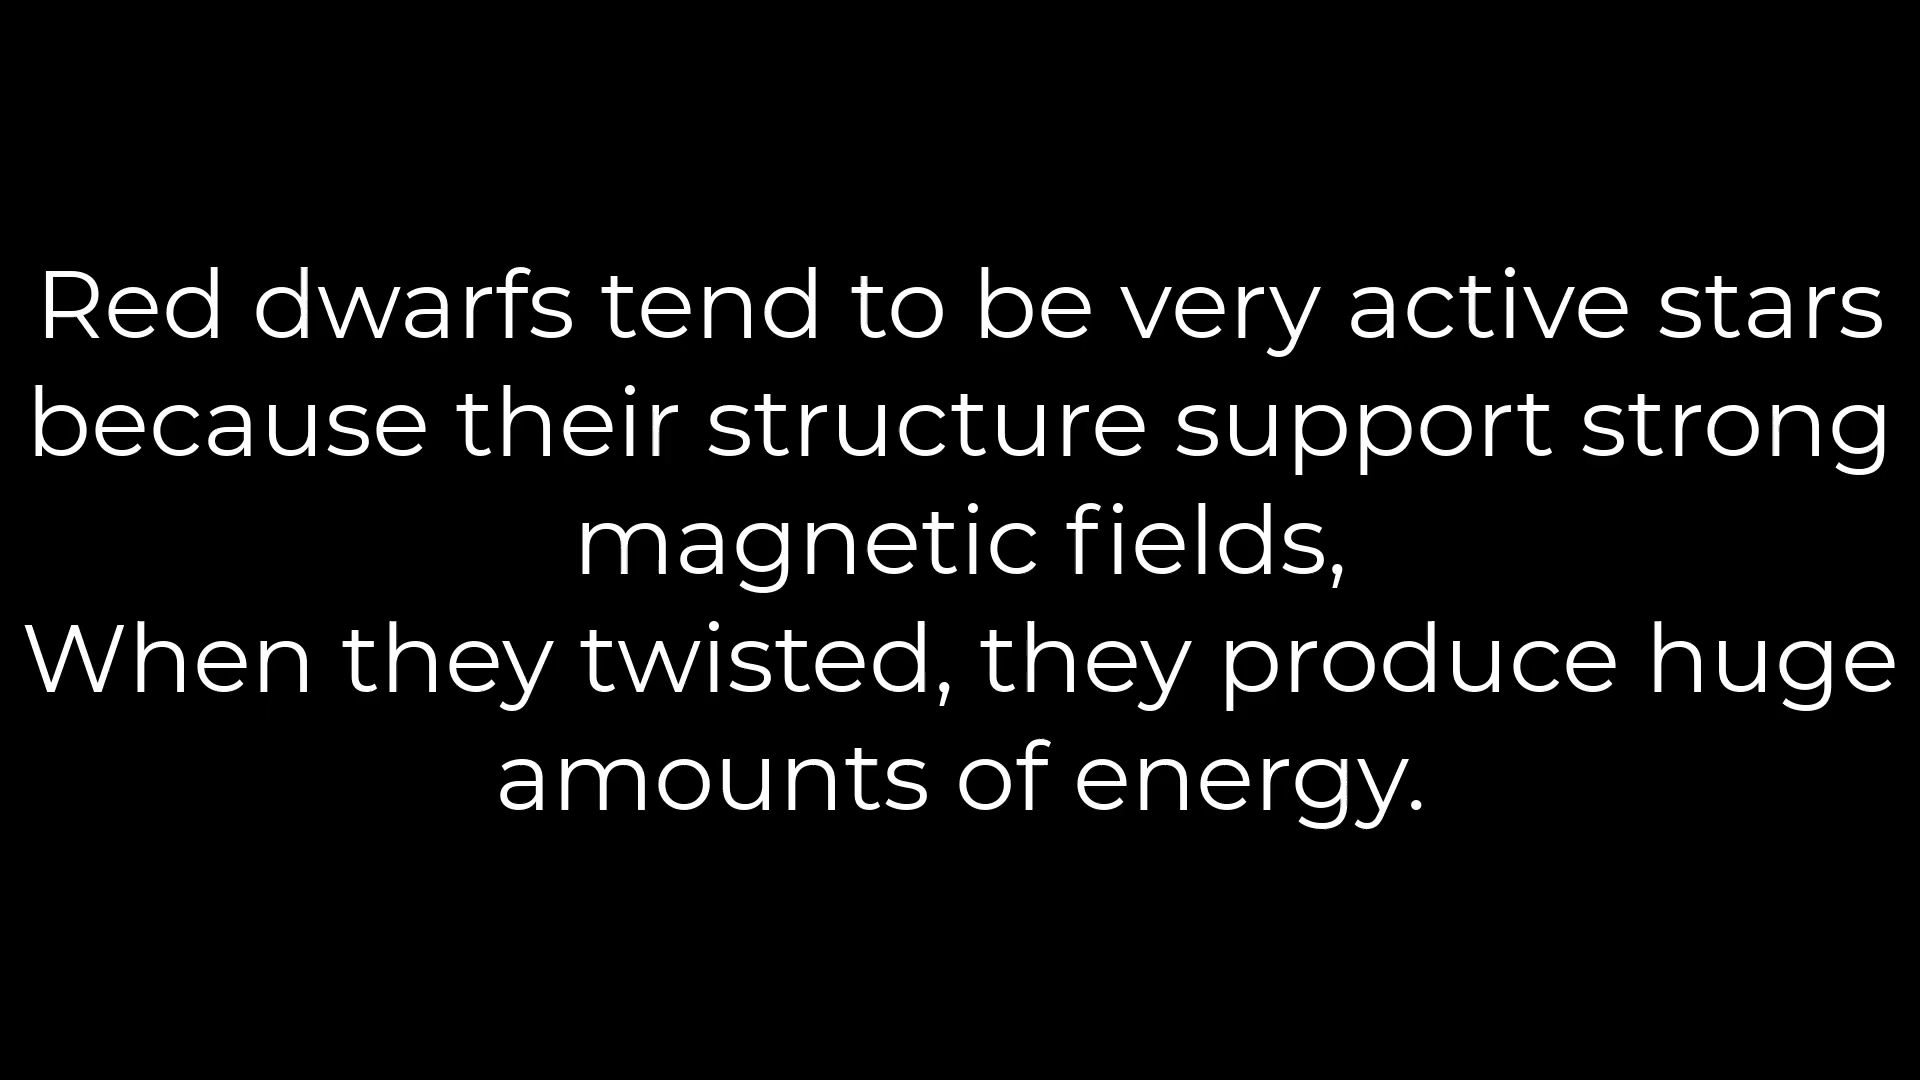 Red dwarfs tend to be very active stars
because their structure support strong
magnetic fields,
When they twisted, they produce huge
amounts of energy.